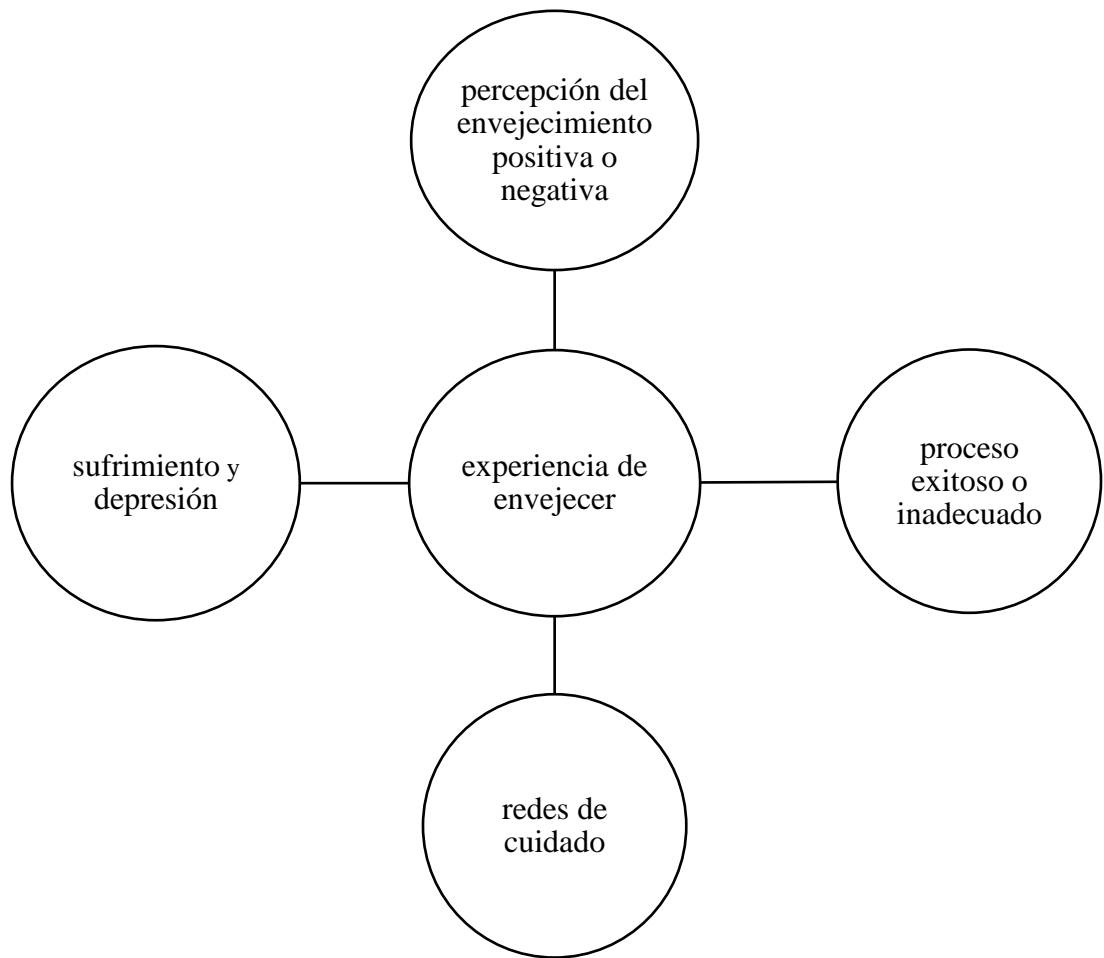 percepción del
envejecimiento
positiva o
negativa
sufrimiento y
depresión
experiencia de
envejecer
proceso
exitoso o
inadecuado
redes de
cuidado